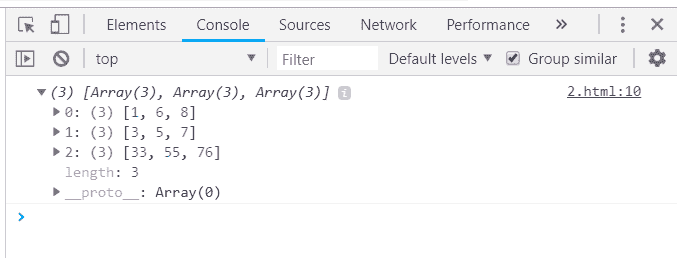 Elements Console Sources Network Performance »
top Filter Default levels Group similar
(3) [Array(3), Array(3), Array(3)] i 2.html:10
0: (3) [1, 6, 8]
1: (3) [3, 5, 7]
2: (3) [33, 55, 76]
length: 3
__proto__: Array(0)